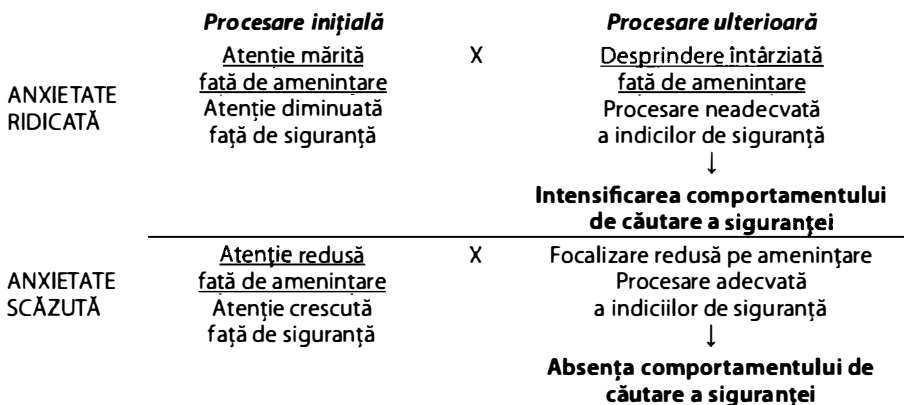 Procesare inițială Procesare ulterioară
Atenție mărită X Desprindere întârziată
față de amenințare față de amenințare
ANXIETATE Atenție diminuată Procesare neadecvată
RIDICATĂ față de siguranță a indicilor de siguranță
↓
Intensificarea comportamentului
de căutare a siguranței
Atenție redusă X Focalizare redusă pe amenințare
ANXIETATE față de amenințare Procesare adecvată
SCĂZUTĂ Atenție crescută a indiciilor de siguranță
față de siguranță ↓
Absența comportamentului de
căutare a siguranței